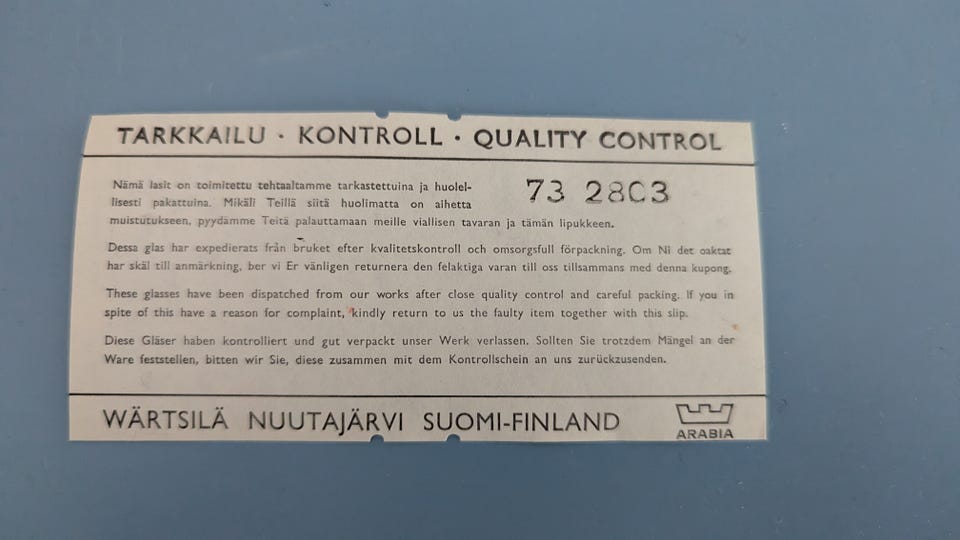 TARKKAILU · KONTROLL · QUALITY CONTROL
Nämä lasit on toimitettu tehtaaltamme tarkastettuina ja huolel-
lisesti pakattuina. Mikäli Teillä siitä huolimatta on aihetta
muistutukseen, pyydämme Teitä palauttamaan meille viallisen tavaran ja tämän lipukkeen.
73 2803
Dessa glas har expedierats från bruket efter kvalitetskontroll och omsorgsfull förpackning. Om Ni det oaktat
har skäl till anmärkning, ber vi Er vänligen returnera den felaktiga varan till oss tillsammans med denna kupong.
These glasses have been dispatched from our works after close quality control and careful packing. If you in
spite of this have a reason for complaint, kindly return to us the faulty item together with this slip.
Diese Gläser haben kontrolliert und gut verpackt unser Werk verlassen. Sollten Sie trotzdem Mängel an der
Ware feststellen, bitten wir Sie, diese zusammen mit dem Kontrollschein an uns zurückzusenden.
WÄRTSILÄ NUUTAJÄRVI SUOMI-FINLAND
ARABIA